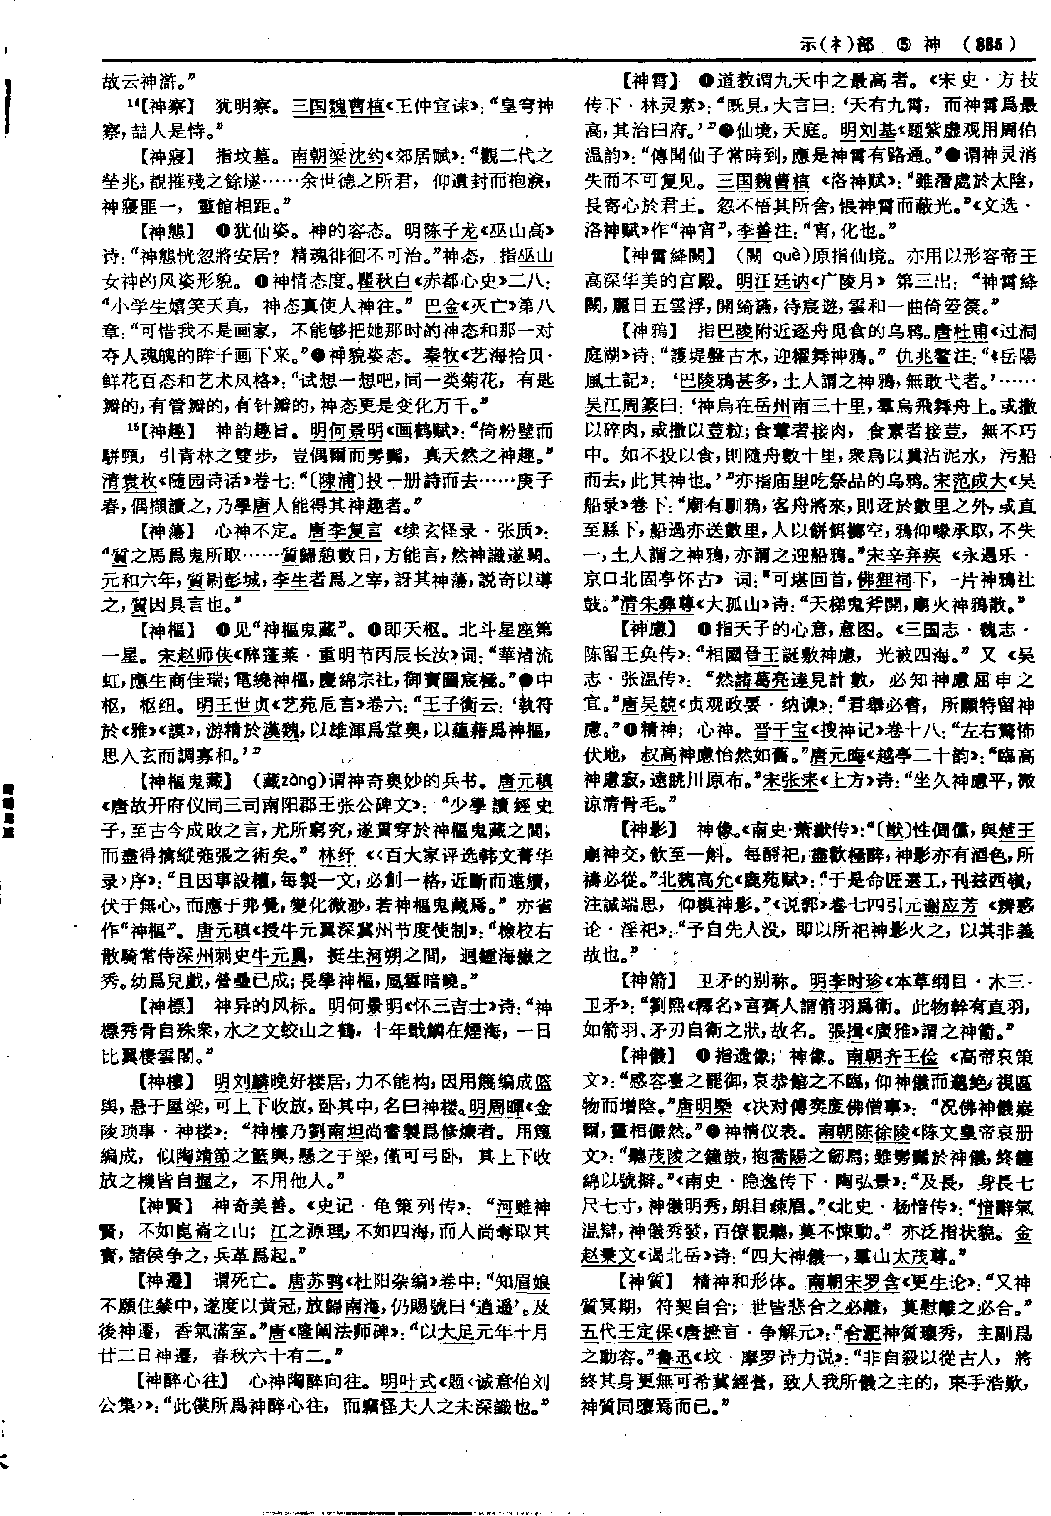 示(礻)部 ⑤ 神 (885)
故云神滸。”
¹⁴【神察】 犹明察。三国魏曹植《王仲宣诔》：“皇穹神
察，喆人是恃。”
【神寢】 指坟墓。南朝梁沈约《郊居赋》：“觀二代之
塋兆，覩摧殘之餘墬……余世德之所君，仰遺封而抱淚，
神寢匪一，靈館相距。”
【神態】 ❶犹仙姿。神的容态。明陈子龙《巫山高》
诗：“神態恍忽將安居？精魂徘徊不可治。”神态，指巫山
女神的风姿形貌。❷神情态度。瞿秋白《赤都心史》二八：
“小学生嬉笑天真，神态真使人神往。” 巴金《灭亡》第八
章：“可惜我不是画家，不能够把她那时的神态和那一对
夺人魂魄的眸子画下来。”❸神貌姿态。秦牧《艺海拾贝·
鲜花百态和艺术风格》：“试想一想吧，同一类菊花，有匙
瓣的，有管瓣的，有针瓣的，神态更是变化万千。”
¹⁵【神趣】 神韵趣旨。明何景明《画鹤赋》：“倚粉壁而
駢頸，引青林之雙步，豈偶爾而髣髴，真天然之神趣。”
清袁枚《随园诗话》卷七：“〔陳浦〕投一册詩而去……庚子
春，偶擷讀之，乃學唐人能得其神趣者。”
【神蕩】 心神不定。唐李复言《续玄怪录·张质》：
“質之馬爲鬼所取……質歸憩數日，方能言，然神識遂闕。
元和六年，質尉彭城，李生者爲之宰，訝其神蕩，説奇以導
之，質因具言也。”
【神樞】 ❶见“神樞鬼藏”。❷即天枢。北斗星座第
一星。宋赵师侠《醉蓬莱·重明节丙辰长汝》词：“華渚流
虹，應生商佳瑞；電繞神樞，慶綿宗社，御寶圖宸極。”❸中
枢，枢纽。明王世贞《艺苑卮言》卷六：“王子衡云：‘執符
於《雅》《謨》，游精於漢魏，以雄渾爲堂奥，以藴藉爲神樞，
思入玄而調寡和。’”
【神樞鬼藏】（藏zàng）谓神奇奥妙的兵书。唐元稹
《唐故开府仪同三司南阳郡王张公碑文》：“少學讀經史
子，至古今成敗之言，尤所窮究，遂貫穿於神樞鬼藏之間，
而盡得擒縱弛張之術矣。” 林纾《〈百大家评选韩文菁华
录〉序》：“且因事設權，每製一文，必創一格，近斷而遠續，
伏于無心，而應于弗覺，變化微渺，若神樞鬼藏焉。” 亦省
作“神樞”。 唐元稹《授牛元翼深冀州节度使制》：“檢校右
散騎常侍深州刺史牛元翼，挺生河朔之間，迥鍾海嶽之
秀。幼爲兒戲，營壘已成；長學神樞，風雲暗曉。”
【神標】 神异的风标。明何景明《怀三吉士》诗：“神
標秀骨自殊衆，水之文蛟山之鶴。十年戢鱗在煙海，一日
比翼棲雲閣。”
【神樓】 明刘麟晚好楼居，力不能构，因用篾编成篮
舆，悬于屋梁，可上下收放，卧其中，名曰神楼。明周暉《金
陵琐事·神楼》：“神樓乃劉南坦尚書製爲修煉者。用篾
編成，似陶靖節之籃輿，懸之于梁，僅可弓卧，其上下收
放之機皆自握之，不用他人。”
【神賢】 神奇美善。《史记·龟策列传》：“河雖神
賢，不如崑崙之山；江之源理，不如四海，而人尚奪取其
寶，諸侯争之，兵革爲起。”
【神遷】 谓死亡。唐苏鹗《杜阳杂编》卷中：“知眉娘
不願住禁中，遂度以黄冠，放歸南海，仍賜號曰‘逍遥’。及
後神遷，香氣滿室。”唐《隆阐法师碑》：“以大足元年十月
廿二日神遷，春秋六十有二。”
【神醉心往】 心神陶醉向往。明叶式《题〈诚意伯刘
公集〉》：“此僕所爲神醉心往，而竊怪夫人之未深識也。”
【神霄】 ❶道教谓九天中之最高者。《宋史·方技
传下·林灵素》：“既見，大言曰：‘天有九霄，而神霄爲最
高，其治曰府。’”❷仙境，天庭。明刘基《题紫虚观用周伯
温韵》：“傳聞仙子常時到，應是神霄有路通。”❸谓神灵消
失而不可复见。三国魏曹植《洛神赋》：“雖潛處於太陰，
長寄心於君王。忽不悟其所舍，悵神霄而蔽光。”《文选·
洛神赋》作“神宵”，李善注：“宵，化也。”
【神霄絳闕】（闕 què）原指仙境。亦用以形容帝王
高深华美的宫殿。明江廷讷《广陵月》第三出：“神霄絳
闕，麗日五雲浮，開綺讌，待宸遊，雲和一曲倚箜篌。”
【神鴉】 指巴陵附近逐舟觅食的乌鸦。唐杜甫《过洞
庭湖》诗：“護堤盤古木，迎櫂舞神鴉。” 仇兆鳌注：“《岳陽
風土記》：‘巴陵鴉甚多，土人謂之神鴉，無敢弋者。’……
吴江周篆曰：‘神烏在岳州南三十里，羣烏飛舞舟上。或撒
以碎肉，或撒以荳粒；食葷者接肉，食素者接荳，無不巧
中。如不投以食，則随舟數十里，衆烏以翼沾泥水，污船
而去，此其神也。’”亦指庙里吃祭品的乌鸦。宋范成大《吴
船录》卷下：“廟有馴鴉，客舟將來，則迓於數里之外，或直
至縣下，船過亦送數里，人以餅餌擲空，鴉仰喙承取，不失
一，土人謂之神鴉，亦謂之迎船鴉。”宋辛弃疾《永遇乐·
京口北固亭怀古》词：“可堪回首，佛狸祠下，一片神鴉社
鼓。”清朱彝尊《大孤山》诗：“天梯鬼斧開，廟火神鴉散。”
【神慮】 ❶指天子的心意，意图。《三国志·魏志·
陈留王奂传》：“相國晉王誕敷神慮，光被四海。” 又《吴
志·张温传》：“然諸葛亮達見計數，必知神慮屈申之
宜。”唐吴兢《贞观政要·纳谏》：“君舉必書，所願特留神
慮。”❷精神；心神。晋干宝《搜神记》卷十八：“左右驚怖
伏地，叔高神慮怡然如舊。”唐元晦《越亭二十韵》：“臨高
神慮寂，遠眺川原布。”宋张耒《上方》诗：“坐久神慮平，微
凉清骨毛。”
【神影】 神像。《南史·萧猷传》：“〔猷〕性倜儻，與楚王
廟神交，飲至一斛。每酹祀，盡歡極醉，神影亦有酒色，所
禱必從。”北魏高允《鹿苑赋》：“于是命匠選工，刊兹西嶺，
注誠端思，仰模神影。”《说郛》卷七四引元谢应芳《辨惑
论·淫祀》：“予自先人没，即以所祀神影火之，以其非義
故也。”
【神箭】 卫矛的别称。明李时珍《本草纲目·木三·
卫矛》：“劉熙《釋名》言齊人謂箭羽爲衛。此物幹有直羽，
如箭羽、矛刃自衛之狀，故名。張揖《廣雅》謂之神箭。”
【神儀】 ❶指遗像；神像。南朝齐王俭《高帝哀策
文》：“感容臺之罷御，哀恭館之不臨，仰神儀而邈絶，視區
物而增陰。”唐明槩《决对傅奕废佛僧事》：“况佛神儀嶷
爾，靈相儼然。”❷神情仪表。南朝陈徐陵《陈文皇帝哀册
文》：“聽茂陵之鐘鼓，抱喬陽之劒舄；雖髣髴於神儀，終纏
綿以號擗。”《南史·隐逸传下·陶弘景》：“及長，身長七
尺七寸，神儀明秀，朗目疎眉。”《北史·杨愔传》：“愔辭氣
温辯，神儀秀發，百僚觀聽，莫不悚動。” 亦泛指状貌。金
赵秉文《谒北岳》诗：“四大神儀一，羣山太茂尊。”
【神質】 精神和形体。南朝宋罗含《更生论》：“又神
質冥期，符契自合；世皆悲合之必離，莫慰離之必合。”
五代王定保《唐摭言·争解元》：“合淝神質瓌秀，主副爲
之動容。”鲁迅《坟·摩罗诗力说》：“非自殺以從古人，將
終其身更無可希冀經營，致人我所儀之主的，束手浩歎，
神質同隳焉而已。”